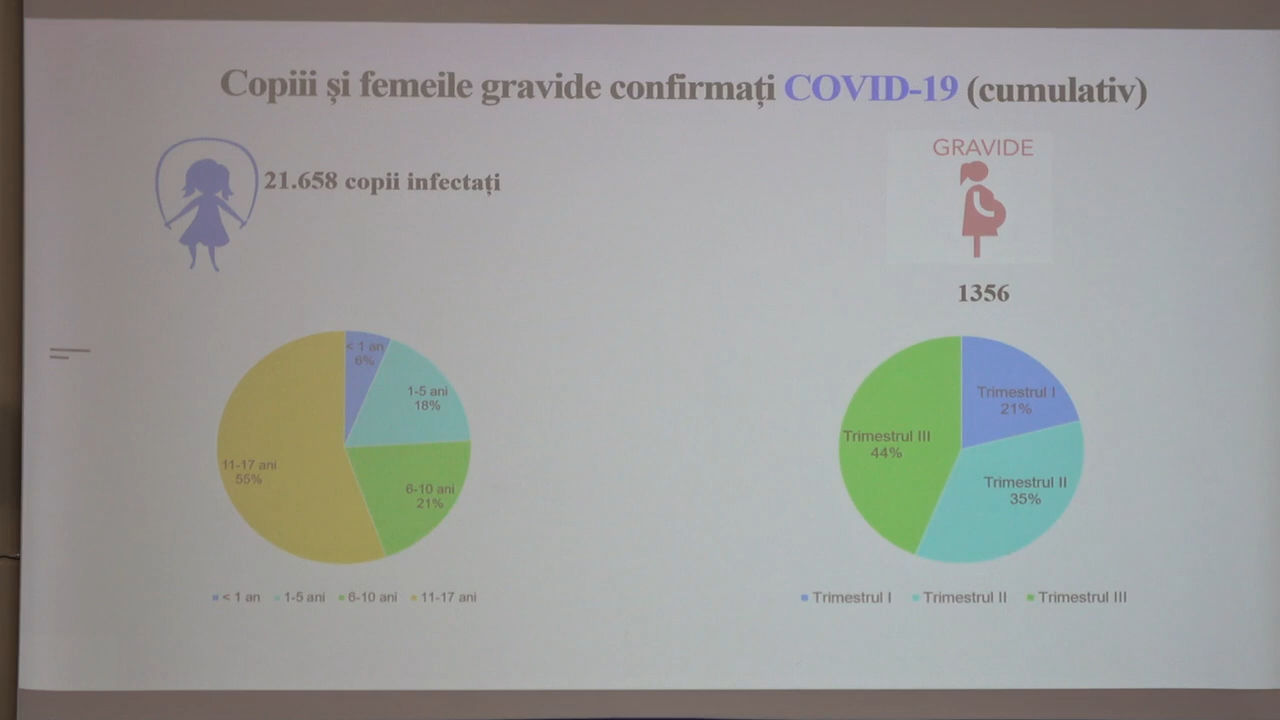 Copiii și femeile gravide confirmați COVID-19 (cumulativ)
21.658 copii infectați
GRAVIDE
1356
< 1 an
6%
1-5 ani
18%
6-10 ani
21%
11-17 ani
55%
< 1 an 1-5 ani 6-10 ani 11-17 ani
Trimestrul I
21%
Trimestrul II
35%
Trimestrul III
44%
Trimestrul I Trimestrul II Trimestrul III